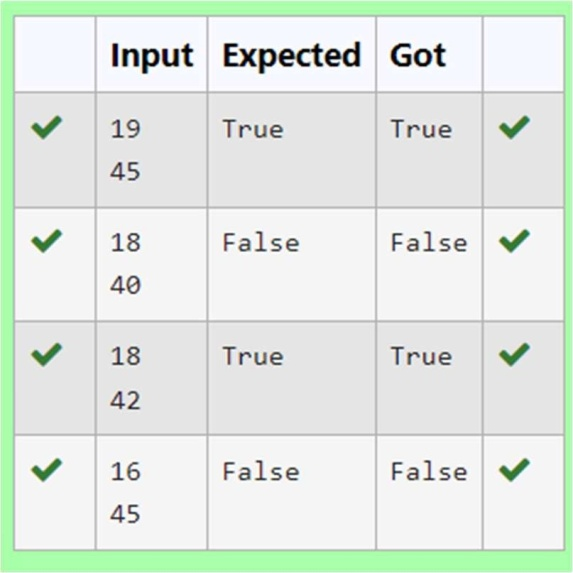 Input Expected Got
19 True True
45
18 False False
40
18 True True
42
16 False False
45